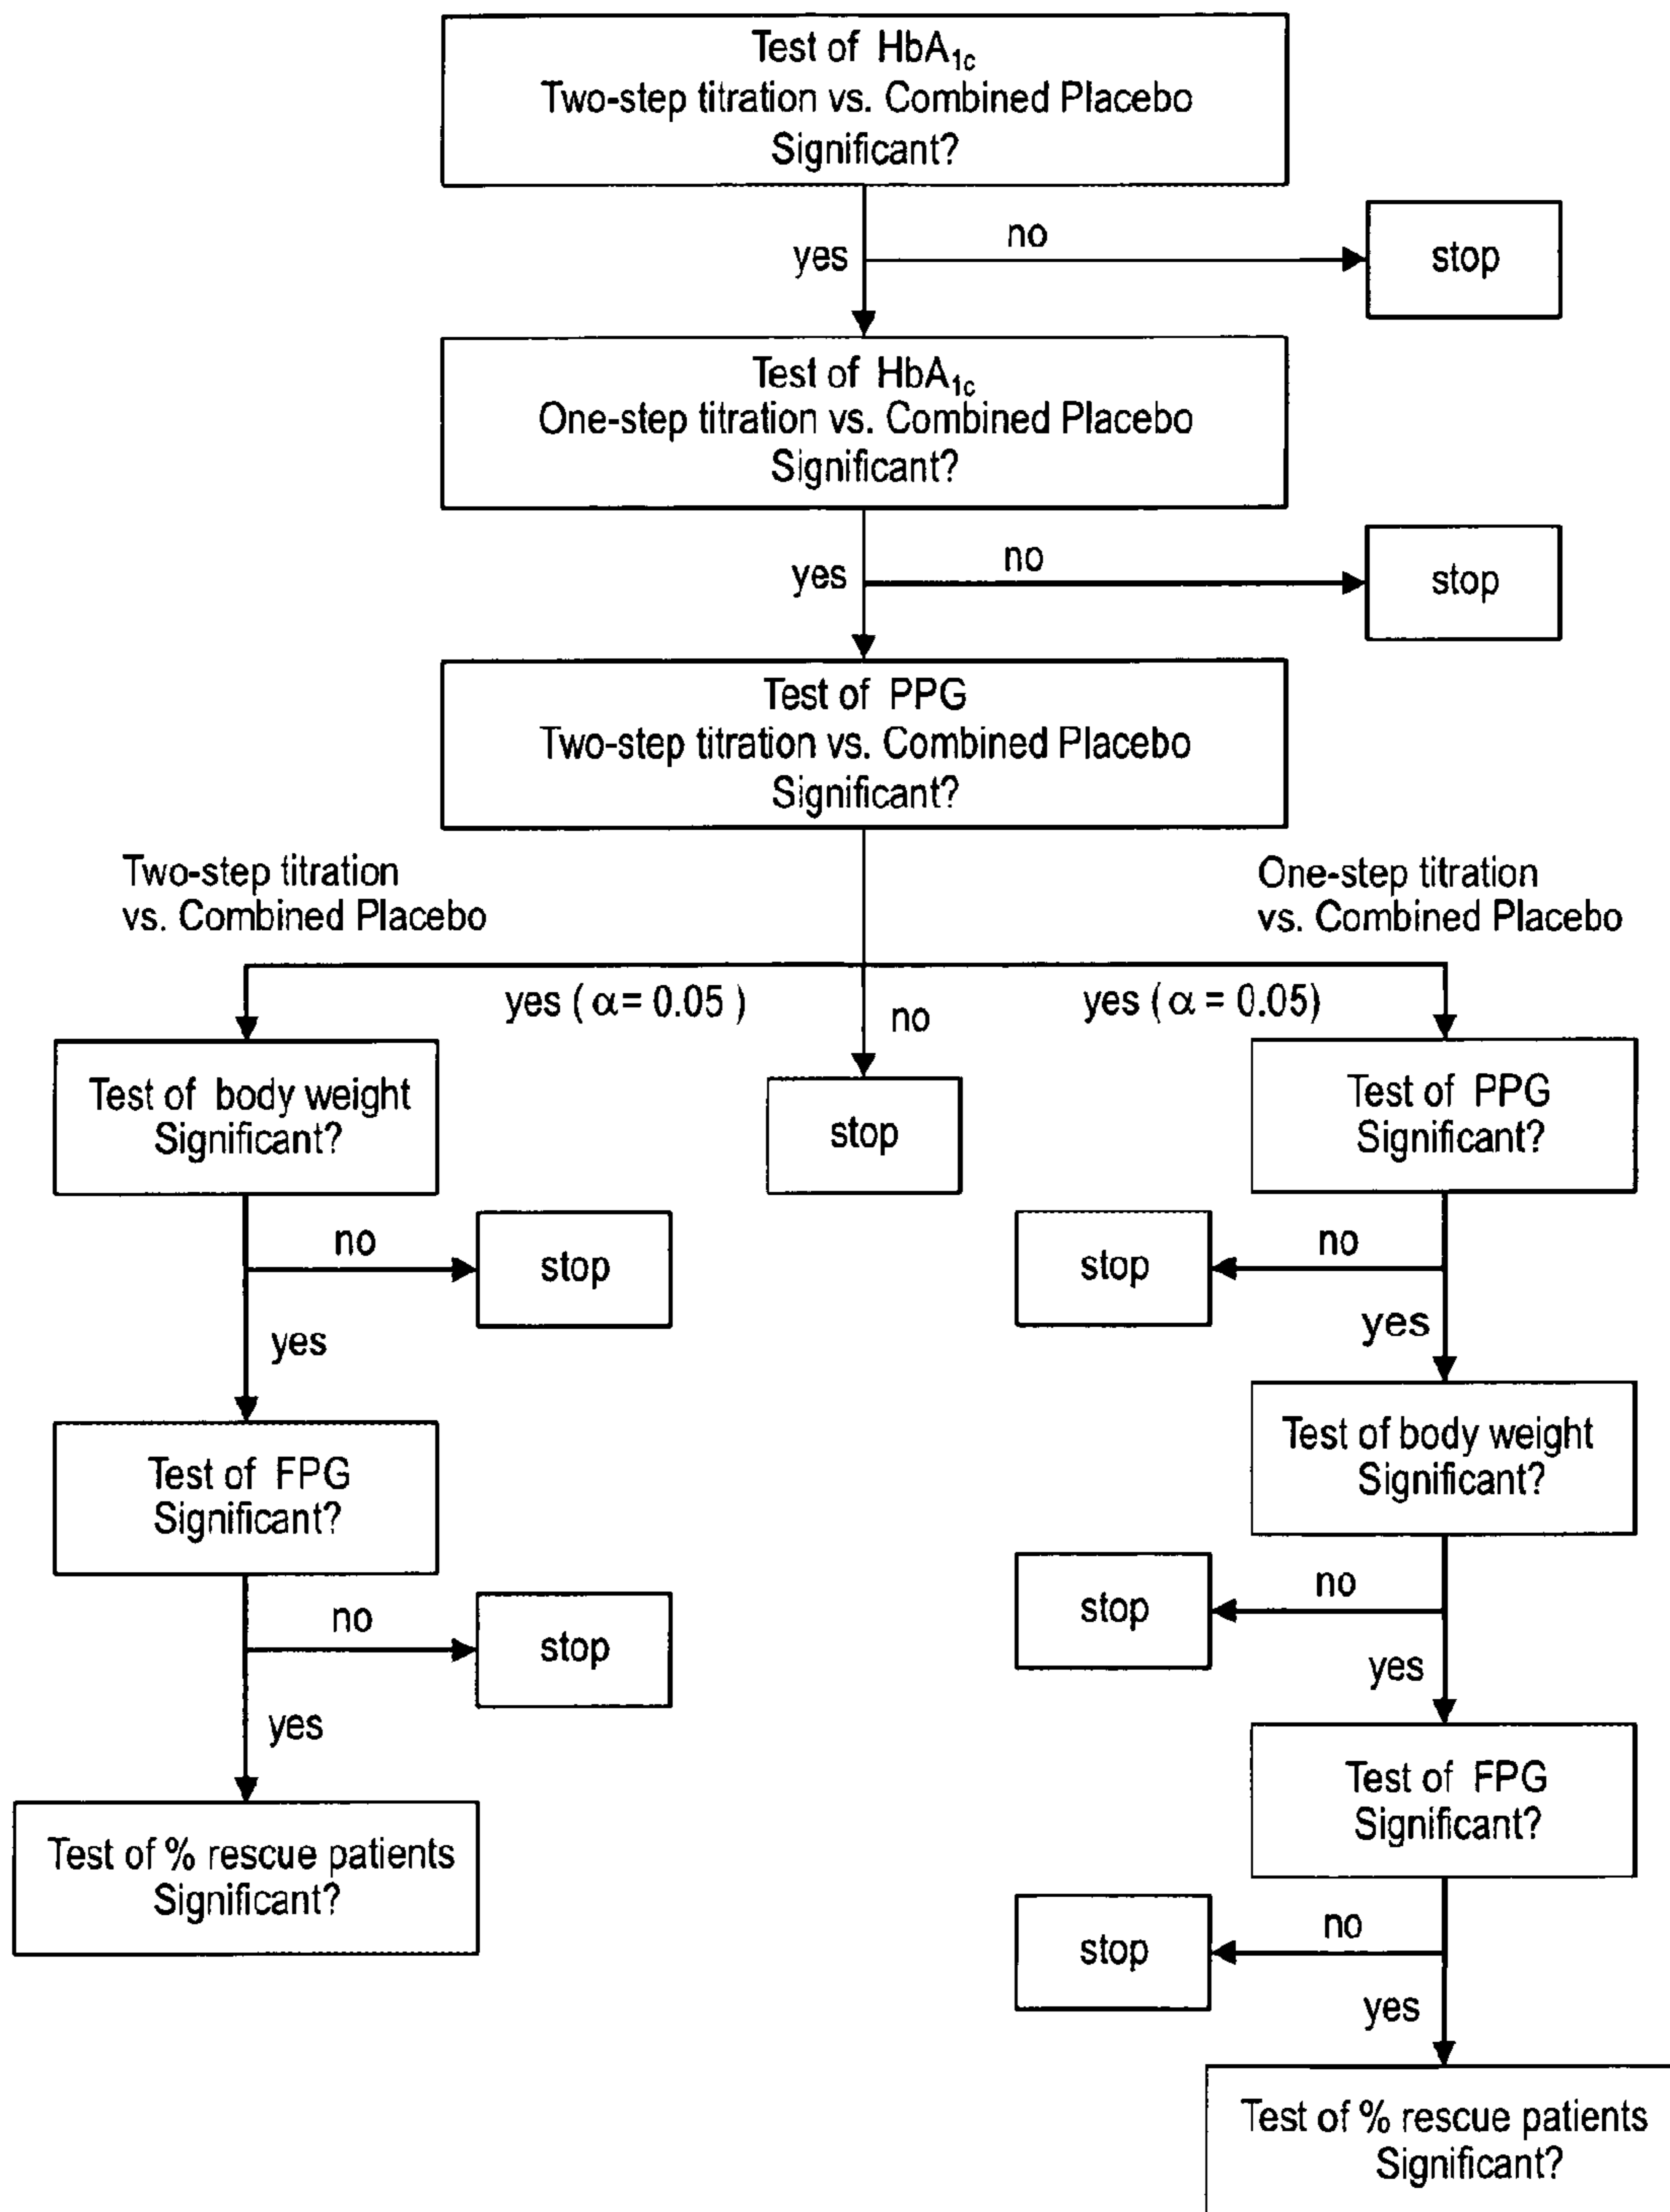 Test of HbA1c
Two-step titration vs. Combined Placebo
Significant?
no
yes
stop
Test of HbA1c
One-step titration vs. Combined Placebo
Significant?
no
yes
stop
Test of PPG
Two-step titration vs. Combined Placebo
Significant?
Two-step titration
vs. Combined Placebo
One-step titration
vs. Combined Placebo
yes ( α= 0.05 )
no
yes ( α = 0.05)
Test of body weight
Significant?
stop
Test of PPG
Significant?
no
stop
yes
no
stop
yes
Test of FPG
Significant?
Test of body weight
Significant?
no
stop
yes
no
stop
yes
Test of % rescue patients
Significant?
Test of FPG
Significant?
no
stop
yes
Test of % rescue patients
Significant?